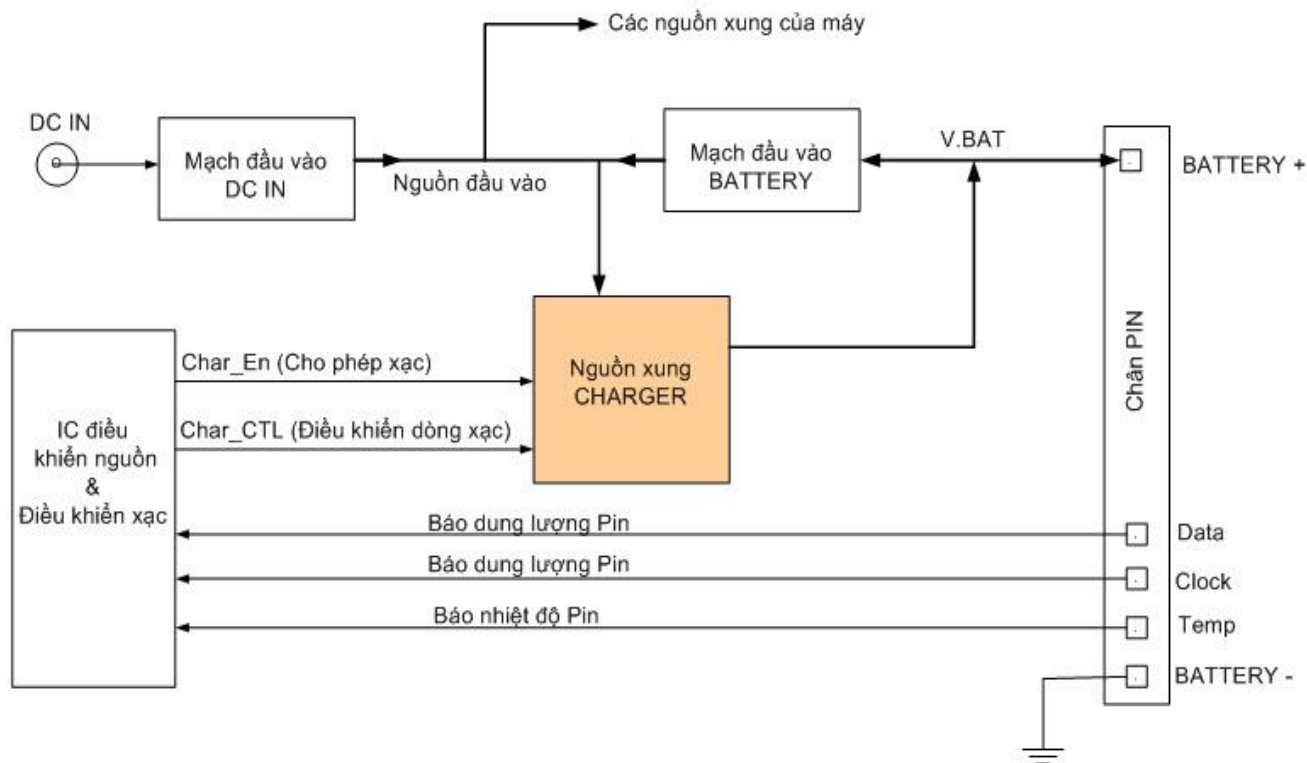 Các nguồn xung của máy
DC IN
Mạch đầu vào
DC IN
Nguồn đầu vào
Mạch đầu vào
BATTERY
V.BAT
BATTERY +
Chân PIN
Char_En (Cho phép xạc)
Nguồn xung
CHARGER
IC điều
khiển nguồn
&
Điều khiển xạc
Char_CTL (Điều khiển dòng xạc)
Báo dung lượng Pin
Data
Báo dung lượng Pin
Clock
Báo nhiệt độ Pin
Temp
BATTERY -